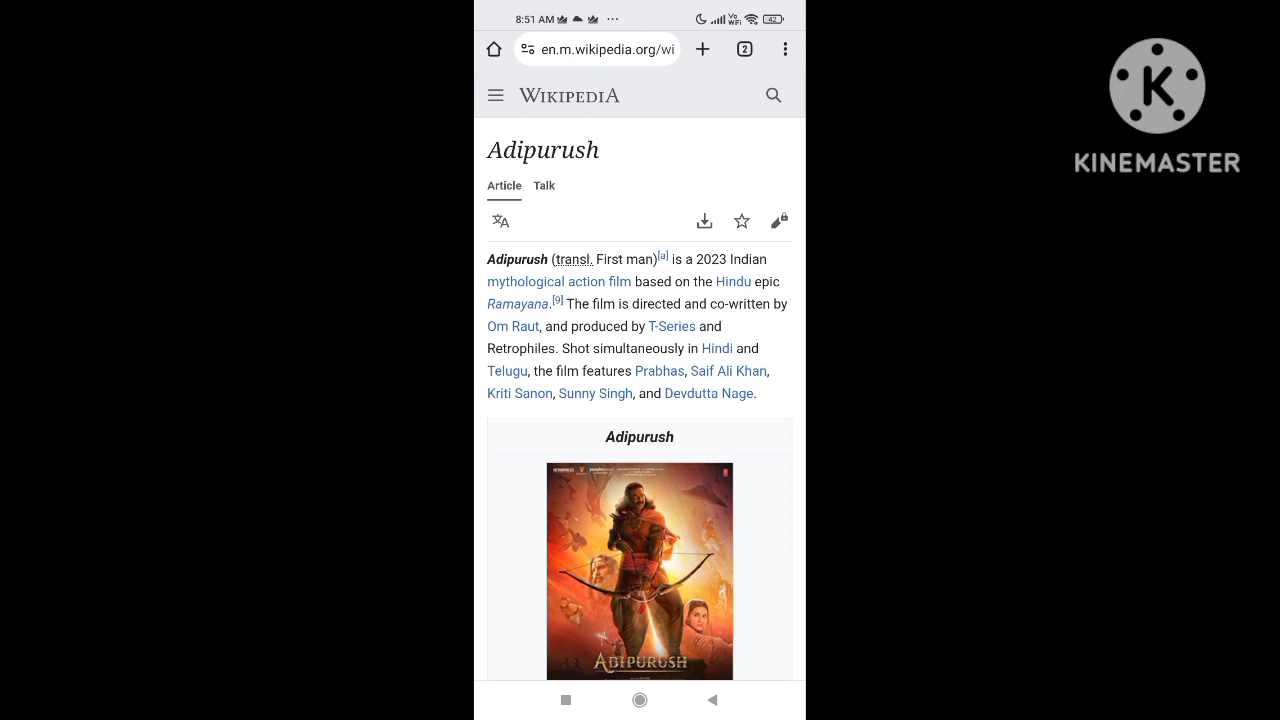 8:51 AM
Vo
WiFi
42
en.m.wikipedia.org/wi
2
WIKIPEDIA
K
KINEMASTER
Adipurush
Article Talk
Adipurush (transl. First man)[a] is a 2023 Indian
mythological action film based on the Hindu epic
Ramayana.[9] The film is directed and co-written by
Om Raut, and produced by T-Series and
Retrophiles. Shot simultaneously in Hindi and
Telugu, the film features Prabhas, Saif Ali Khan,
Kriti Sanon, Sunny Singh, and Devdutta Nage.
Adipurush
ADIPURUSH